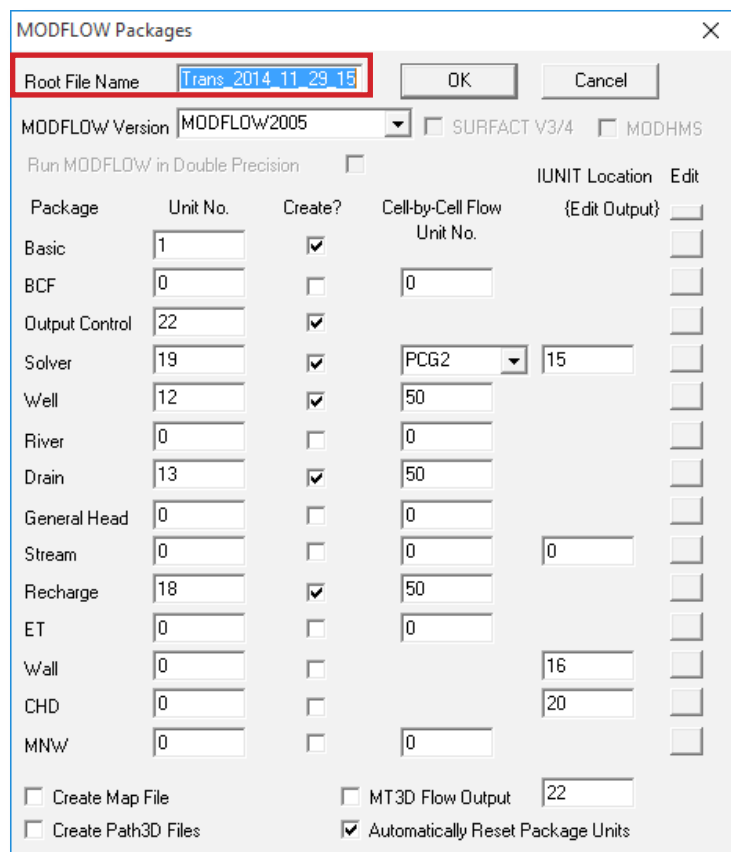 MODFLOW Packages
Root File Name Trans_2014_11_29_15 OK Cancel
MODFLOW Version MODFLOW2005 SURFACT V3/4 MODHMS
Run MODFLOW in Double Precision
IUNIT Location Edit
Package Unit No. Create? Cell-by-Cell Flow {Edit Output}
Unit No.
Basic 1
BCF 0 0
Output Control 22
Solver 19 PCG2 15
Well 12 50
River 0 0
Drain 13 50
General Head 0 0
Stream 0 0 0
Recharge 18 50
ET 0 0
Wall 0 16
CHD 0 20
MNW 0 0
Create Map File MT3D Flow Output 22
Create Path3D Files Automatically Reset Package Units